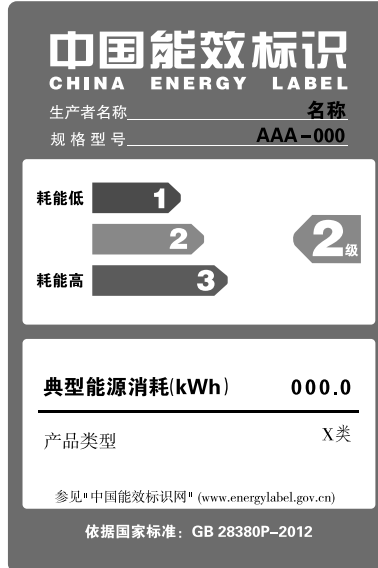 中国能效标识
CHINA ENERGY LABEL
生产者名称 名称
规格型号 AAA-000
耗能低 1
2 2级
耗能高 3
典型能源消耗(kWh) 000.0
产品类型 X类
参见"中国能效标识网" (www.energylabel.gov.cn)
依据国家标准：GB 28380P-2012